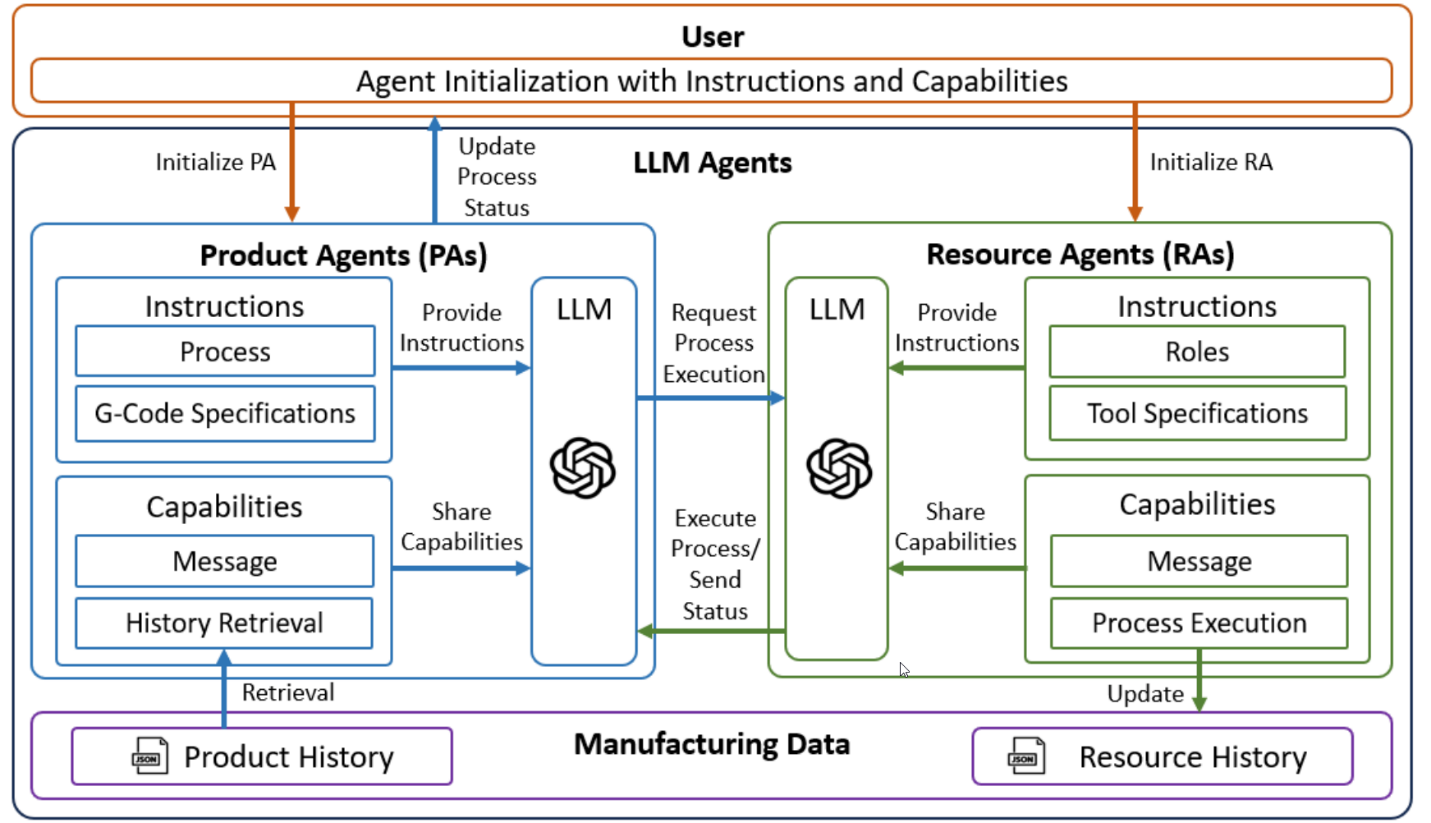 User
Agent Initialization with Instructions and Capabilities
Initialize PA
Update
Process
Status
LLM Agents
Initialize RA
Product Agents (PAs)
Instructions
Process
G-Code Specifications
Capabilities
Message
History Retrieval
Provide
Instructions
Share
Capabilities
LLM
Request
Process
Execution
Execute
Process/
Send
Status
Resource Agents (RAs)
LLM
Provide
Instructions
Share
Capabilities
Instructions
Roles
Tool Specifications
Capabilities
Message
Process Execution
Retrieval
Update
Manufacturing Data
JSON
Product History
JSON
Resource History